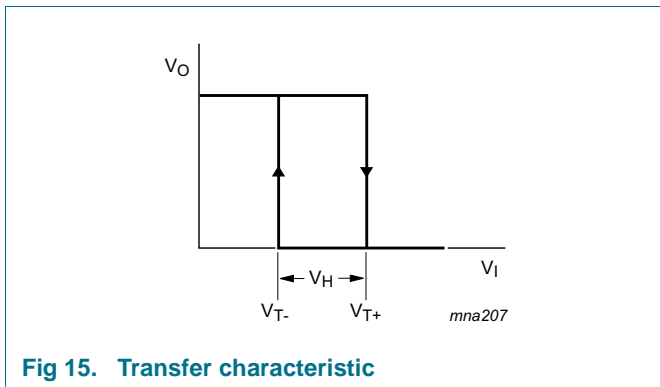 VO
VH
VI
VT-
VT+
mna207
Fig 15. Transfer characteristic